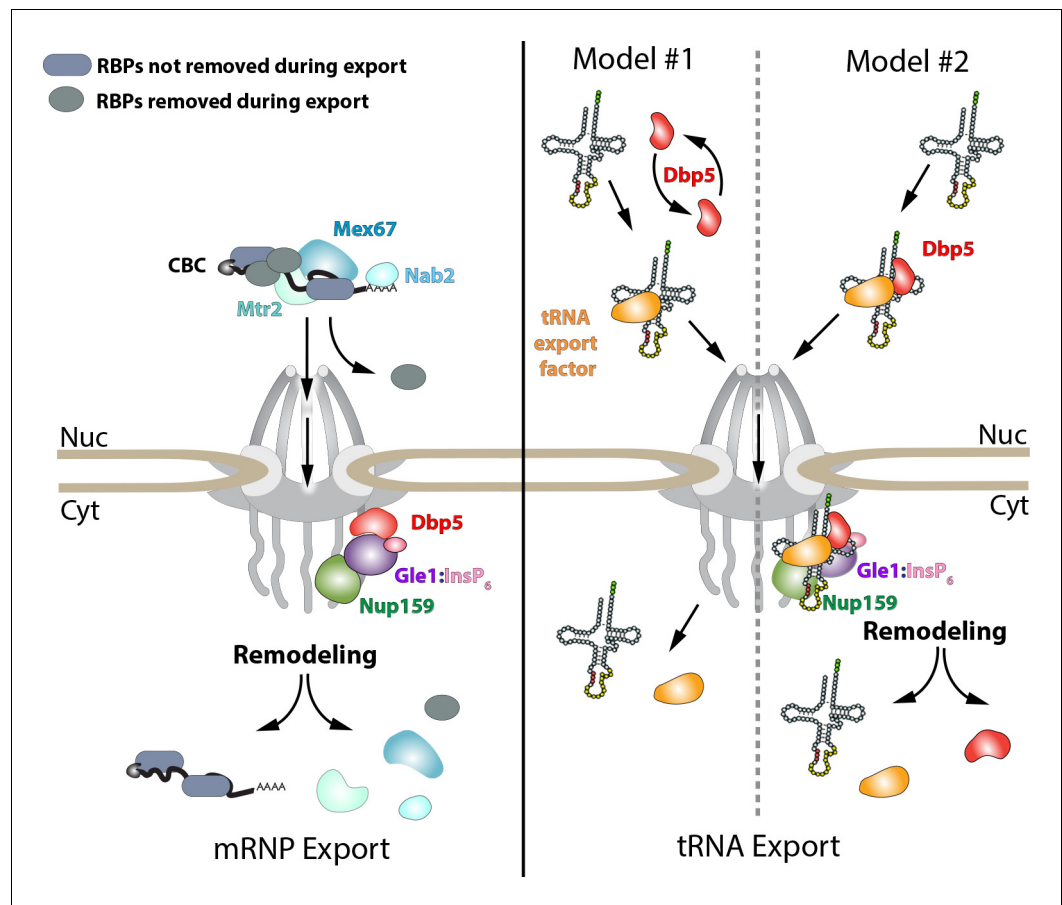 RBPs not removed during export
RBPs removed during export
CBC
Mex67
Nab2
AAAA
Mtr2
Nuc
Cyt
Dbp5
Gle1:InsP6
Nup159
Remodeling
AAAA
mRNP Export
Model #1
Model #2
Dbp5
Dbp5
tRNA
export
factor
Nuc
Cyt
Gle1:InsP6
Nup159
Remodeling
tRNA Export